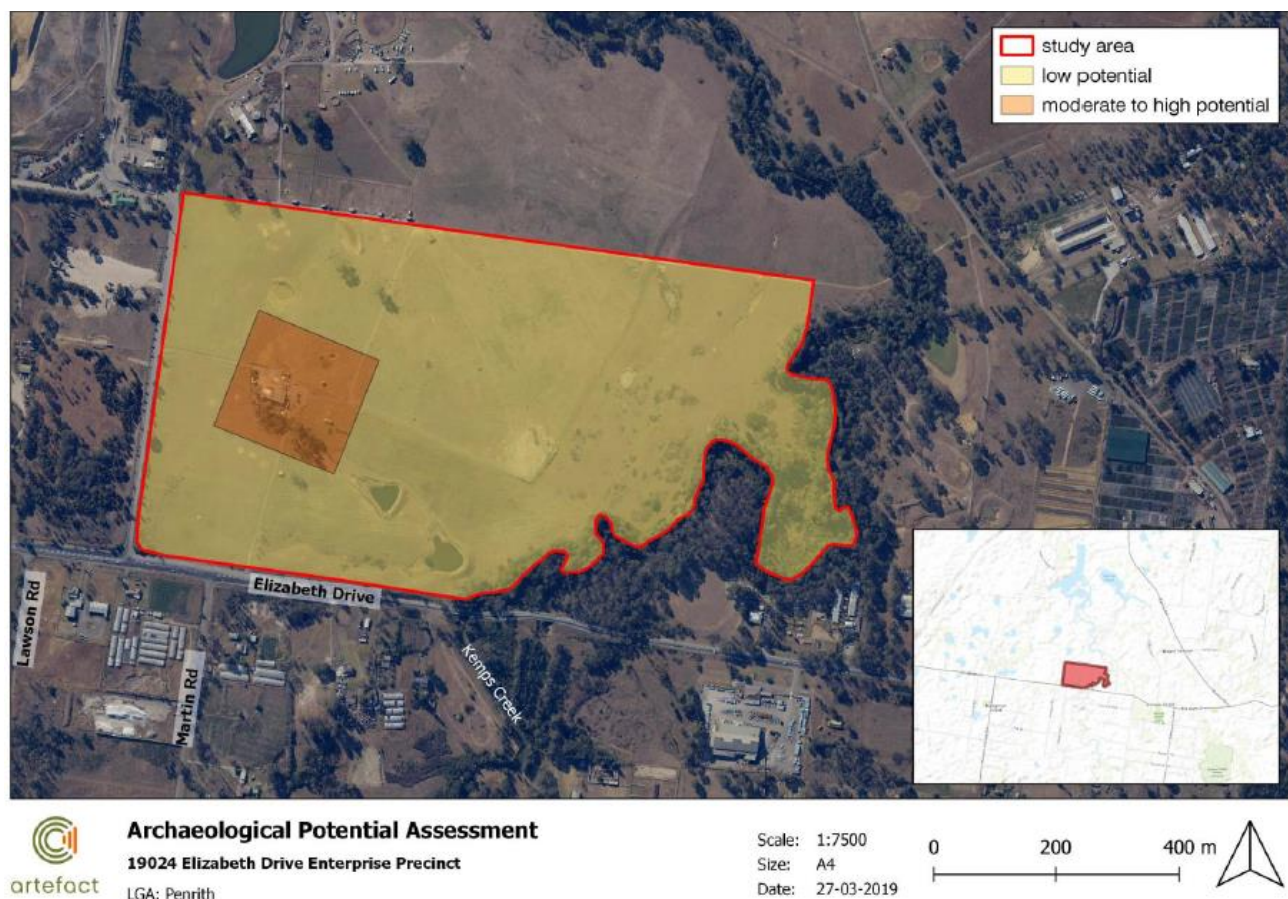 study area
low potential
moderate to high potential
Elizabeth Drive
Lawson Rd
Martin Rd
Kemps Creek
artefact
Archaeological Potential Assessment
19024 Elizabeth Drive Enterprise Precinct
LGA: Penrith
Scale: 1:7500
Size: A4
Date: 27-03-2019
0 200 400 m